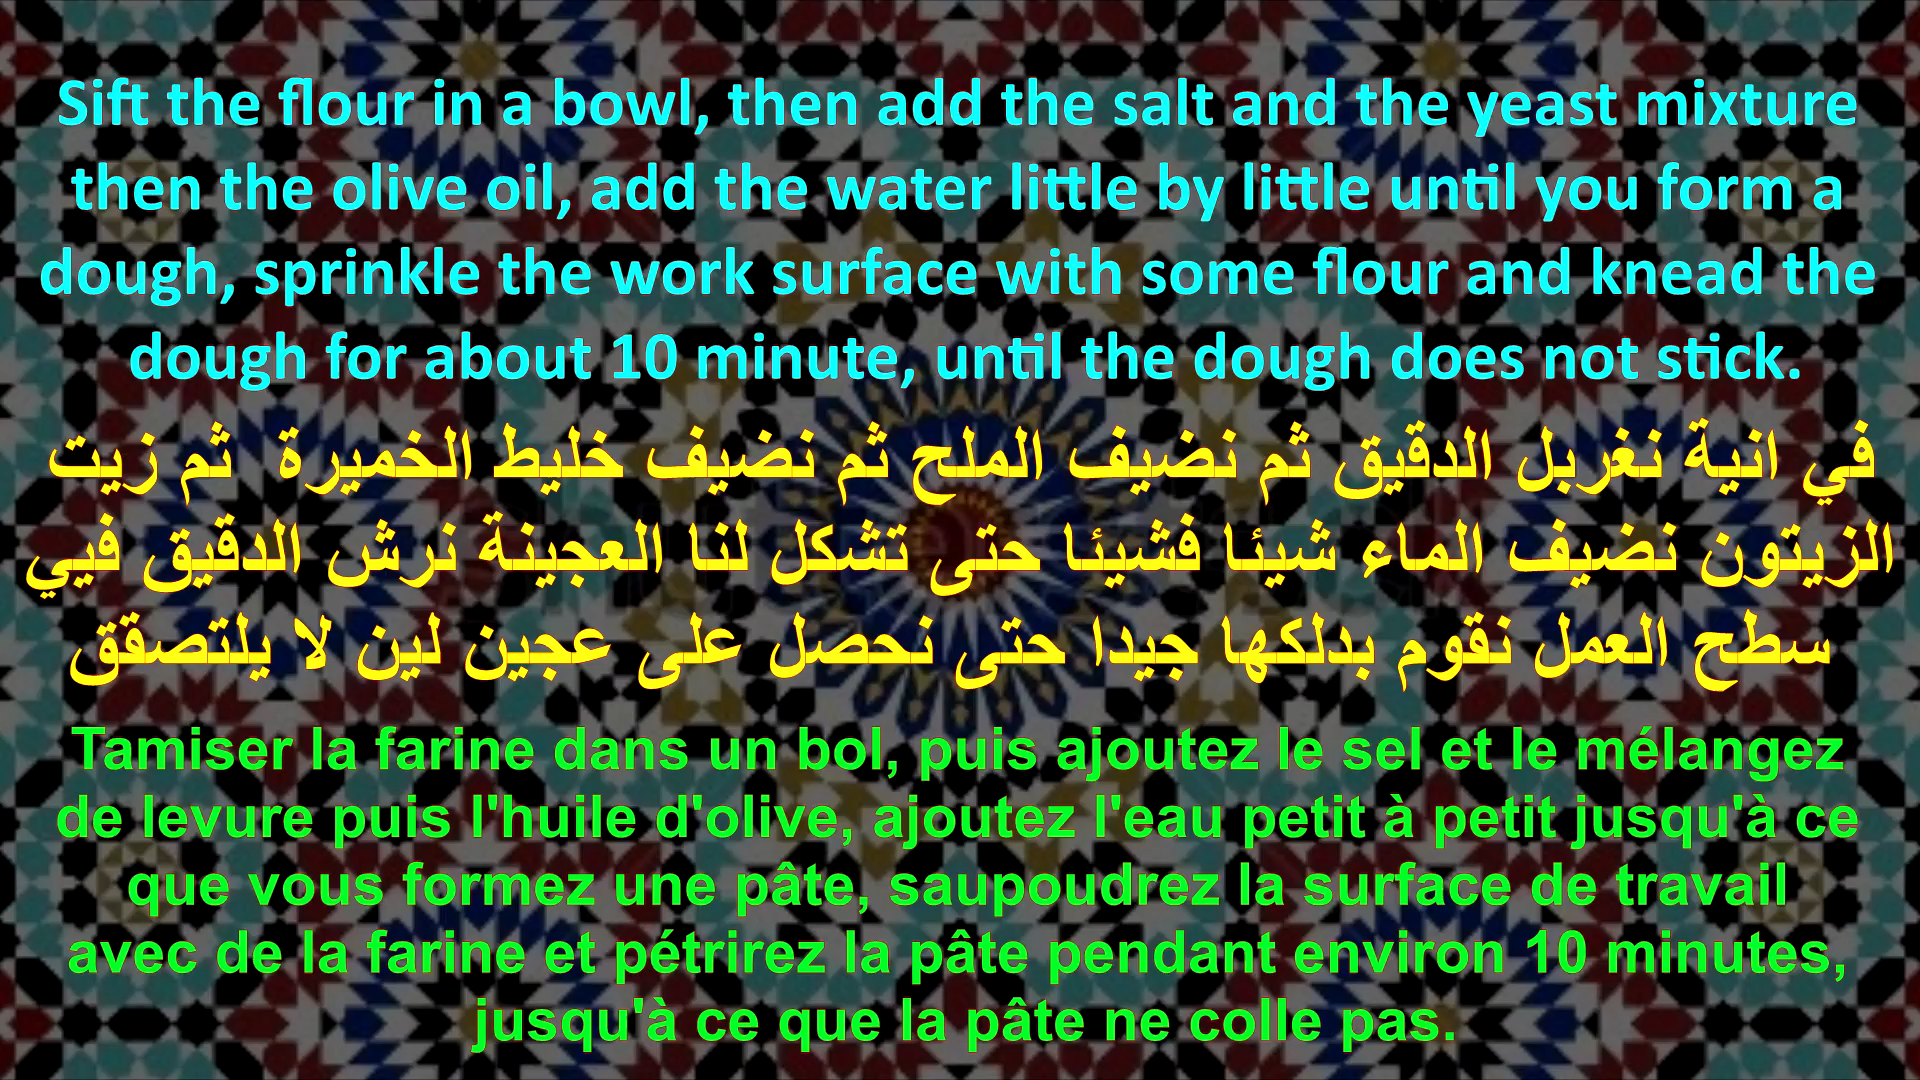 Sift the flour in a bowl, then add the salt and the yeast mixture
then the olive oil, add the water little by little until you form a
dough, sprinkle the work surface with some flour and knead the
dough for about 10 minute, until the dough does not stick.
في انية نغربل الدقيق ثم نضيف الملح ثم نضيف خليط الخميرة ثم زيت
الزيتون نضيف الماء شيئا فشيئا حتى تشكل لنا العجينة نرش الدقيق فيي
سطح العمل نقوم بدلكها جيدا حتى نحصل على عجين لين لا يلتصقق
Tamiser la farine dans un bol, puis ajoutez le sel et le mélangez
de levure puis l'huile d'olive, ajoutez l'eau petit à petit jusqu'à ce
que vous formez une pâte, saupoudrez la surface de travail
avec de la farine et pétrirez la pâte pendant environ 10 minutes,
jusqu'à ce que la pâte ne colle pas.